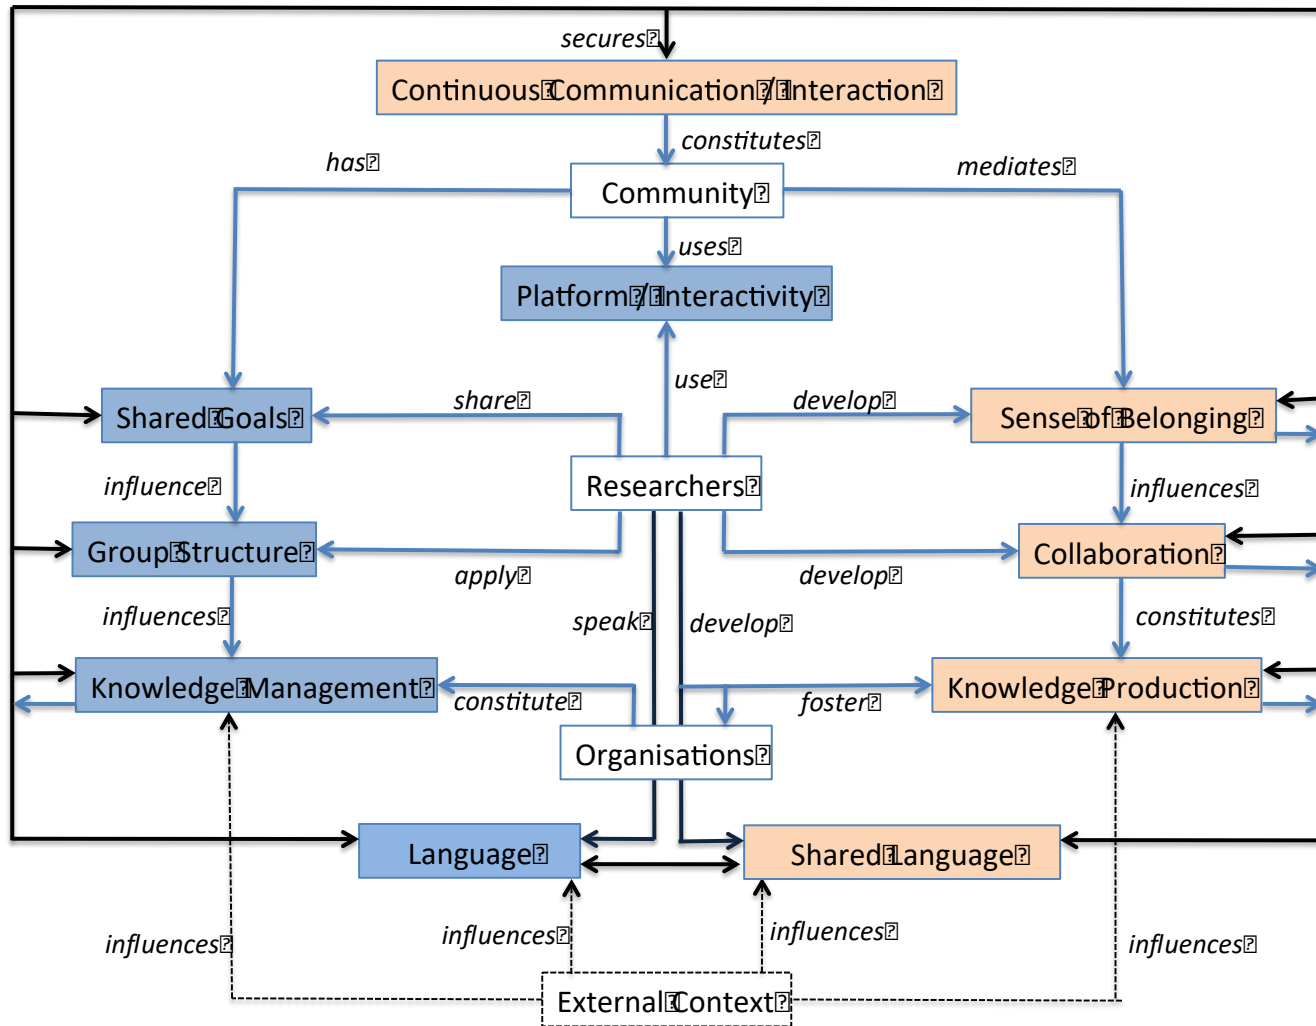 secures
Continuous Communication / Interaction
constitutes
has
mediates
Community
uses
Platform / Interactivity
use
share
develop
Shared Goals
Sense of Belonging
influence
Researchers
influences
Group Structure
Collaboration
apply
develop
influences
speak
develop
constitutes
Knowledge Management
constitute
foster
Knowledge Production
Organisations
Language
Shared Language
influences
influences
influences
influences
External Context